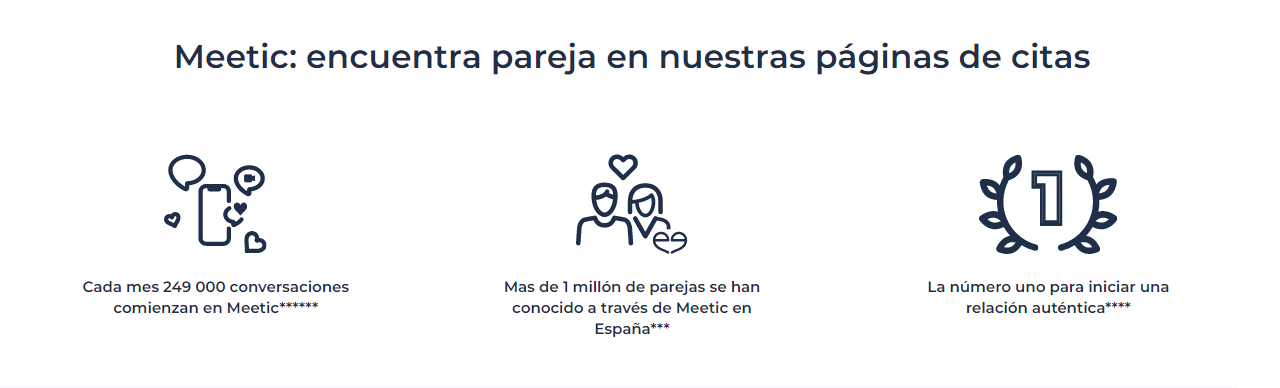 Meetic: encuentra pareja en nuestras páginas de citas
1
Cada mes 249 000 conversaciones
comienzan en Meetic******
Mas de 1 millón de parejas se han
conocido a través de Meetic en
España***
La número uno para iniciar una
relación auténtica****